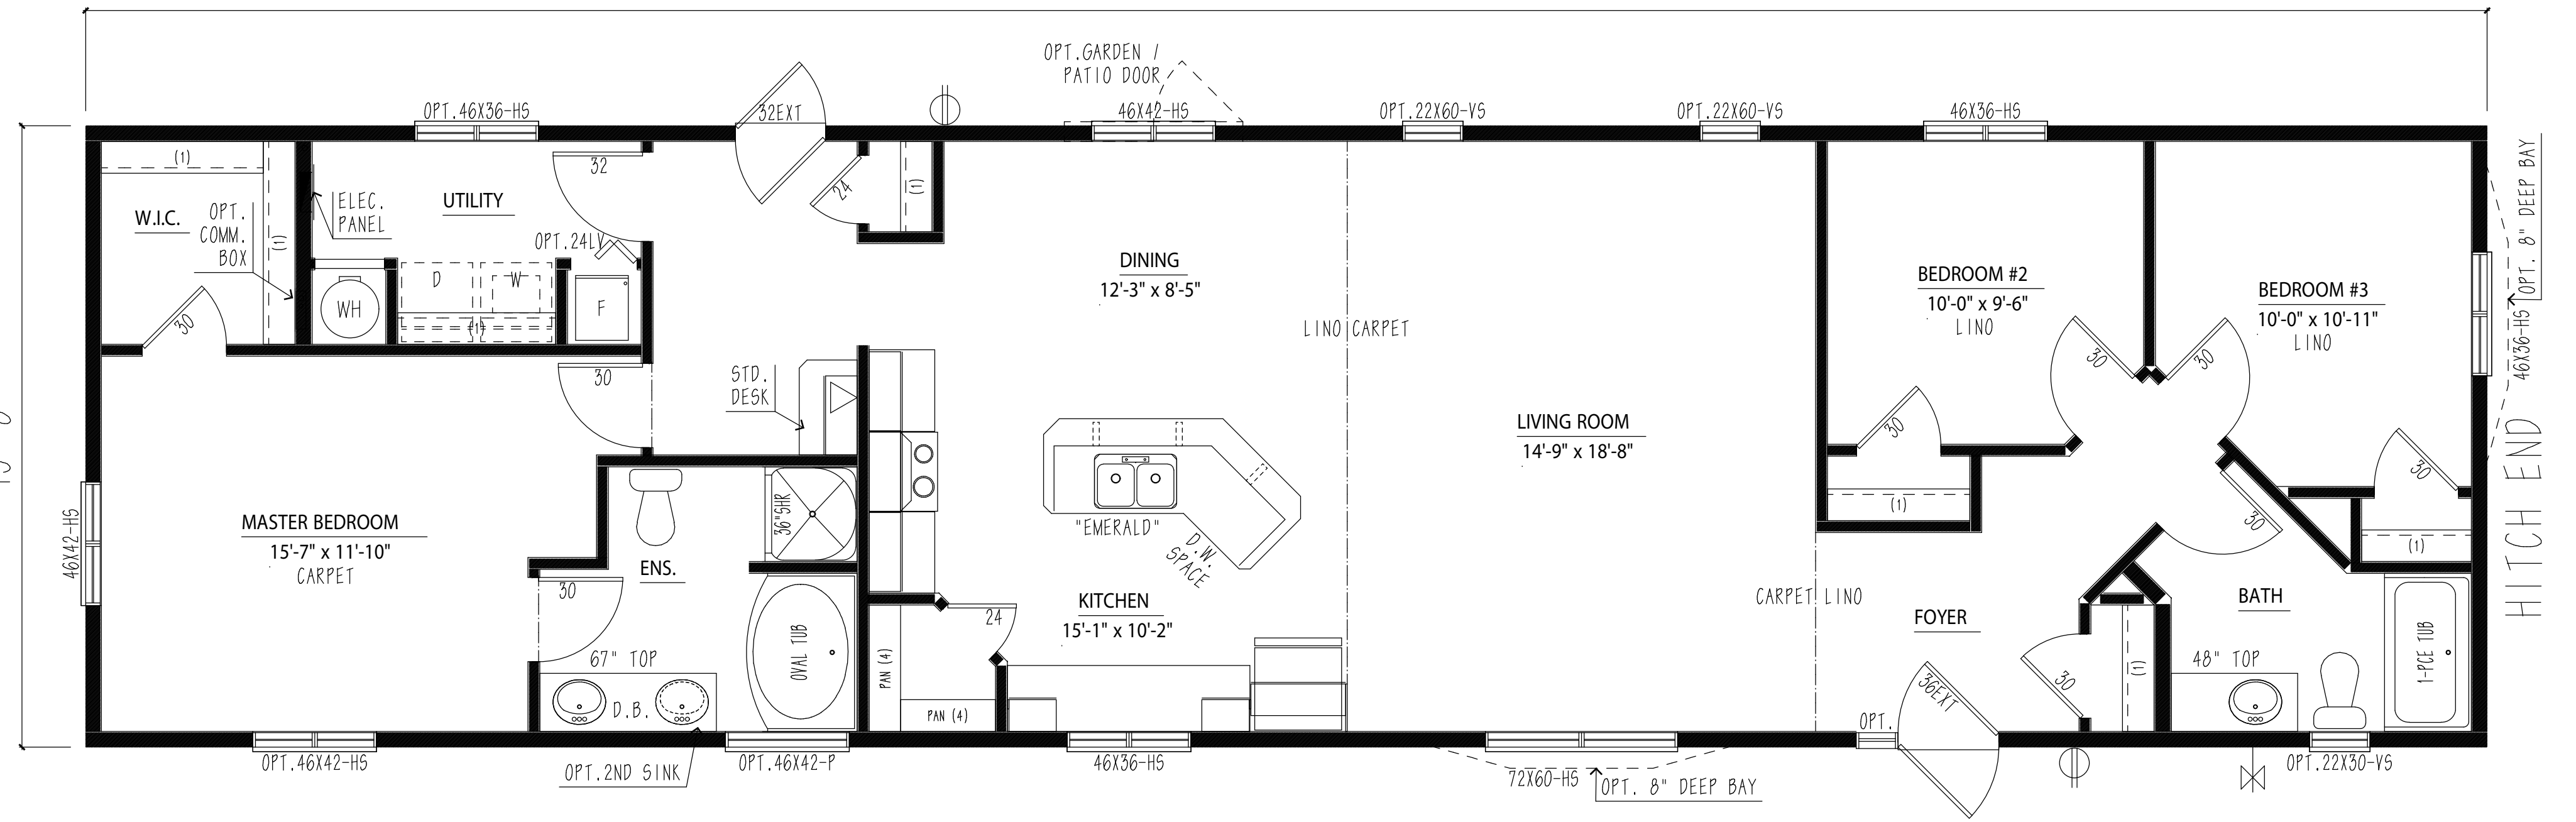 OPT.GARDEN /
PATIO DOOR
OPT.46X36-HS
32EXT
46X42-HS
OPT.22X60-VS
OPT.22X60-VS
46X36-HS
OPT. 8" DEEP BAY
46X36-HS
HITCH END
(1)
W.I.C.
OPT.
COMM.
BOX
(1)
30
ELEC.
PANEL
UTILITY
32
OPT.24LV
WH
D
W
(1)
F
24
(1)
30
STD.
DESK
DINING
12'-3" x 8'-5"
LINO
CARPET
LIVING ROOM
14'-9" x 18'-8"
BEDROOM #2
10'-0" x 9'-6"
LINO
30
30
(1)
BEDROOM #3
10'-0" x 10'-11"
LINO
30
30
(1)
46X42-HS
MASTER BEDROOM
15'-7" x 11'-10"
CARPET
ENS.
36"SHR
30
67" TOP
D.B.
OVAL TUB
"EMERALD"
D.W.
SPACE
KITCHEN
15'-1" x 10'-2"
24
PAN (4)
PAN (4)
CARPET
LINO
FOYER
30
(1)
36EXT
30
BATH
48" TOP
1-PCE TUB
OPT.
OPT.46X42-HS
OPT.2ND SINK
OPT.46X42-P
46X36-HS
72X60-HS
OPT. 8" DEEP BAY
OPT.22X30-VS